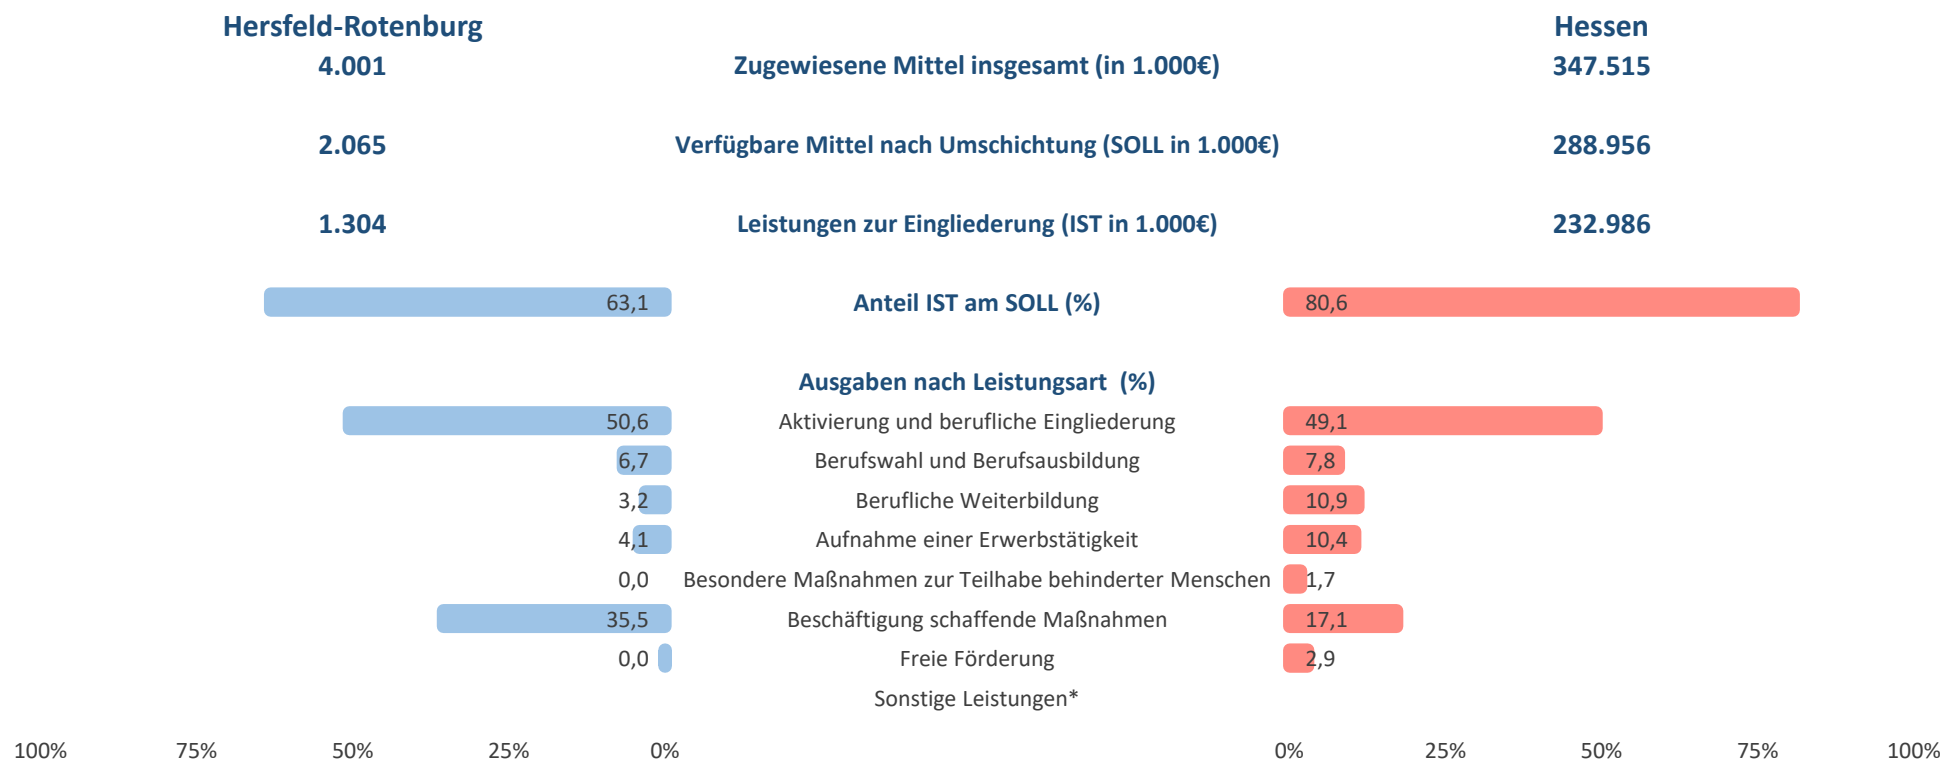 Hersfeld-Rotenburg Hessen
4.001 Zugewiesene Mittel insgesamt (in 1.000€) 347.515
2.065 Verfügbare Mittel nach Umschichtung (SOLL in 1.000€) 288.956
1.304 Leistungen zur Eingliederung (IST in 1.000€) 232.986
63,1 Anteil IST am SOLL (%) 80,6
Ausgaben nach Leistungsart (%)
50,6 Aktivierung und berufliche Eingliederung 49,1
6,7 Berufswahl und Berufsausbildung 7,8
3,2 Berufliche Weiterbildung 10,9
4,1 Aufnahme einer Erwerbstätigkeit 10,4
0,0 Besondere Maßnahmen zur Teilhabe behinderter Menschen 1,7
35,5 Beschäftigung schaffende Maßnahmen 17,1
0,0 Freie Förderung 2,9
Sonstige Leistungen*
100% 75% 50% 25% 0% 0% 25% 50% 75% 100%